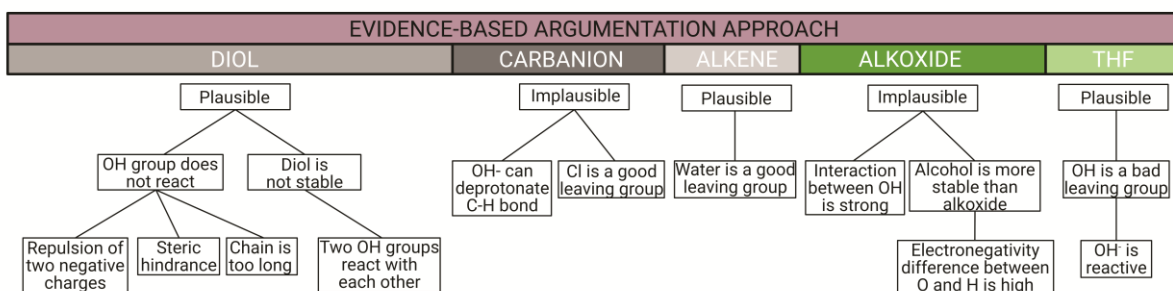 EVIDENCE-BASED ARGUMENTATION APPROACH
DIOL
CARBANION
ALKENE
ALKOXIDE
THF
Plausible
Implausible
Plausible
Implausible
Plausible
OH group does
not react
Diol is
not stable
OH- can
deprotonate
C-H bond
Cl is a good
leaving group
Water is a good
leaving group
Interaction
between OH
is strong
Alcohol is more
stable than
alkoxide
OH is a bad
leaving group
Repulsion of
two negative
charges
Steric
hindrance
Chain is
too long
Two OH groups
react with
each other
Electronegativity
difference between
O and H is high
OH⁻ is
reactive